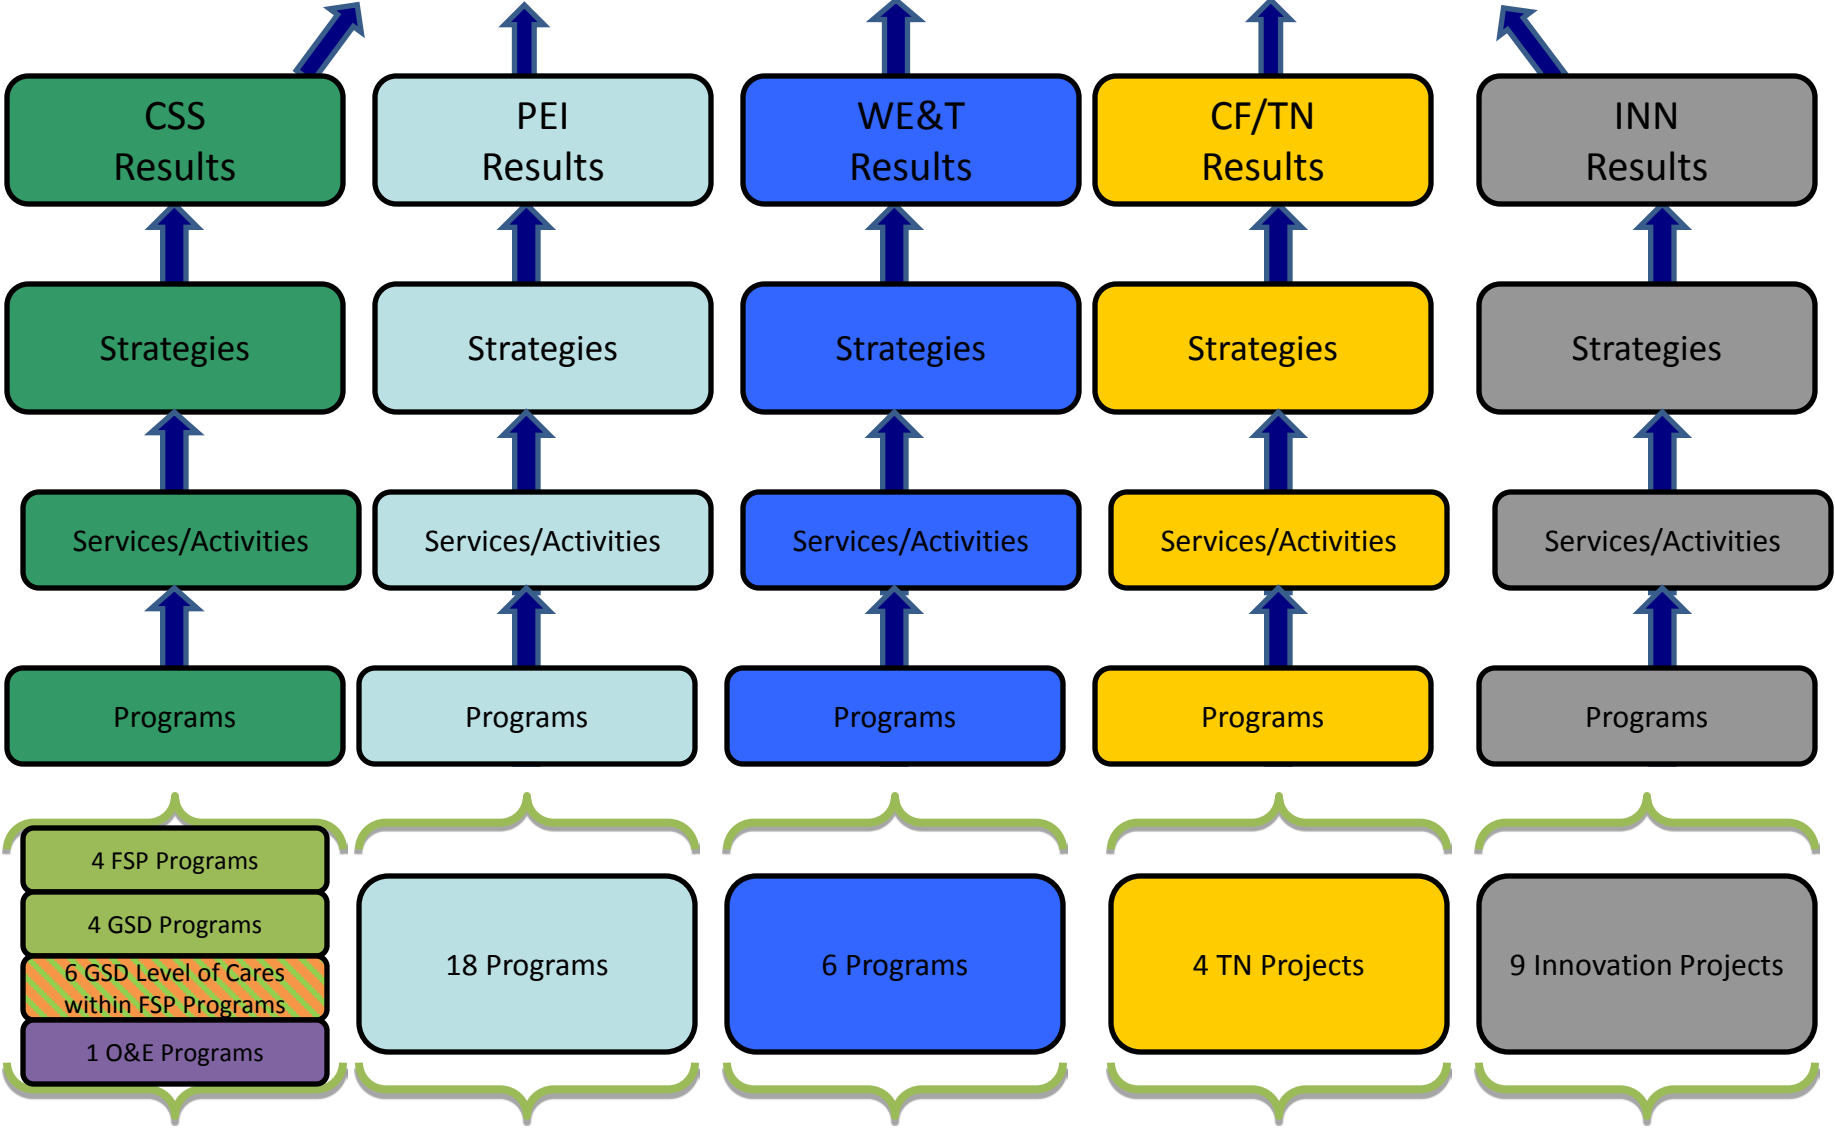 CSS
Results
PEI
Results
WE&T
Results
CF/TN
Results
INN
Results
Strategies
Strategies
Strategies
Strategies
Strategies
Services/Activities
Services/Activities
Services/Activities
Services/Activities
Services/Activities
Programs
Programs
Programs
Programs
Programs
4 FSP Programs
4 GSD Programs
6 GSD Level of Cares
within FSP Programs
1 O&E Programs
18 Programs
6 Programs
4 TN Projects
9 Innovation Projects